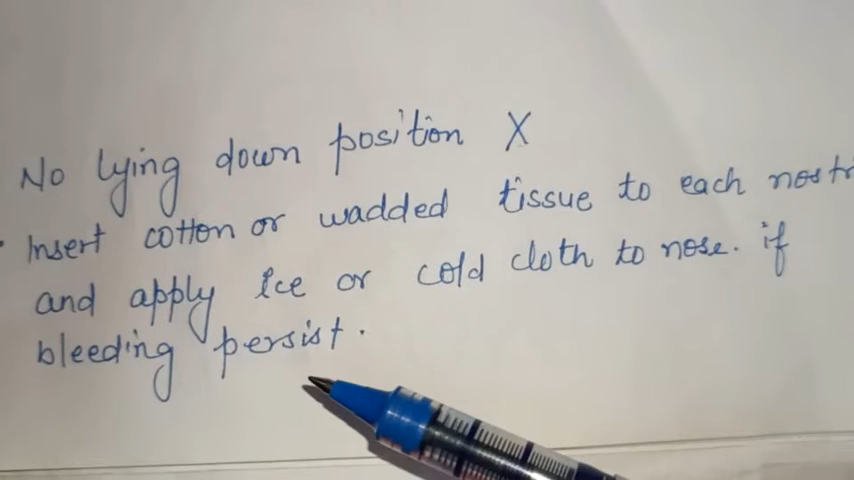 No lying down position X
• Insert cotton or wadded tissue to each nostr
and apply Ice or cold cloth to nose. if
bleeding persist.